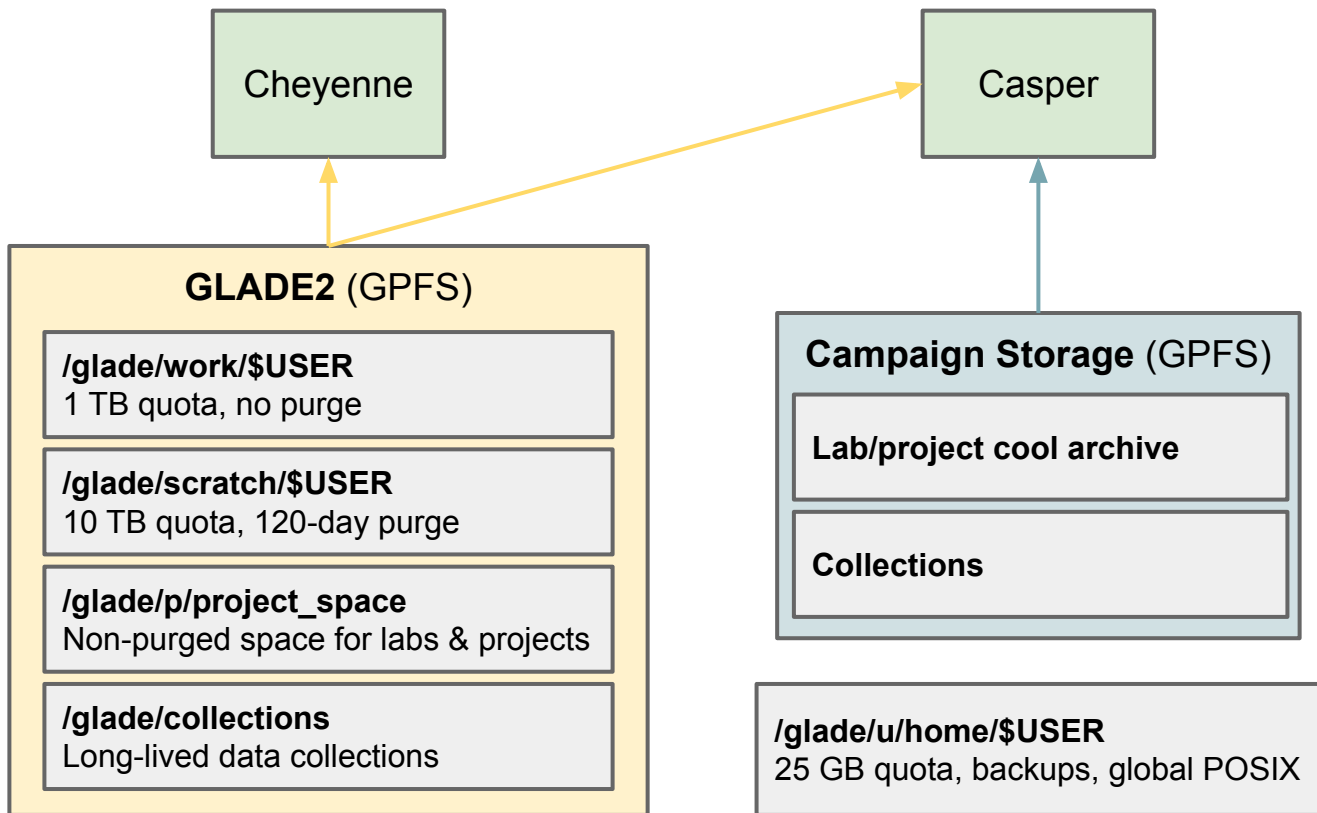 Cheyenne
Casper
GLADE2 (GPFS)
/glade/work/$USER
1 TB quota, no purge
/glade/scratch/$USER
10 TB quota, 120-day purge
/glade/p/project_space
Non-purged space for labs & projects
/glade/collections
Long-lived data collections
Campaign Storage (GPFS)
Lab/project cool archive
Collections
/glade/u/home/$USER
25 GB quota, backups, global POSIX